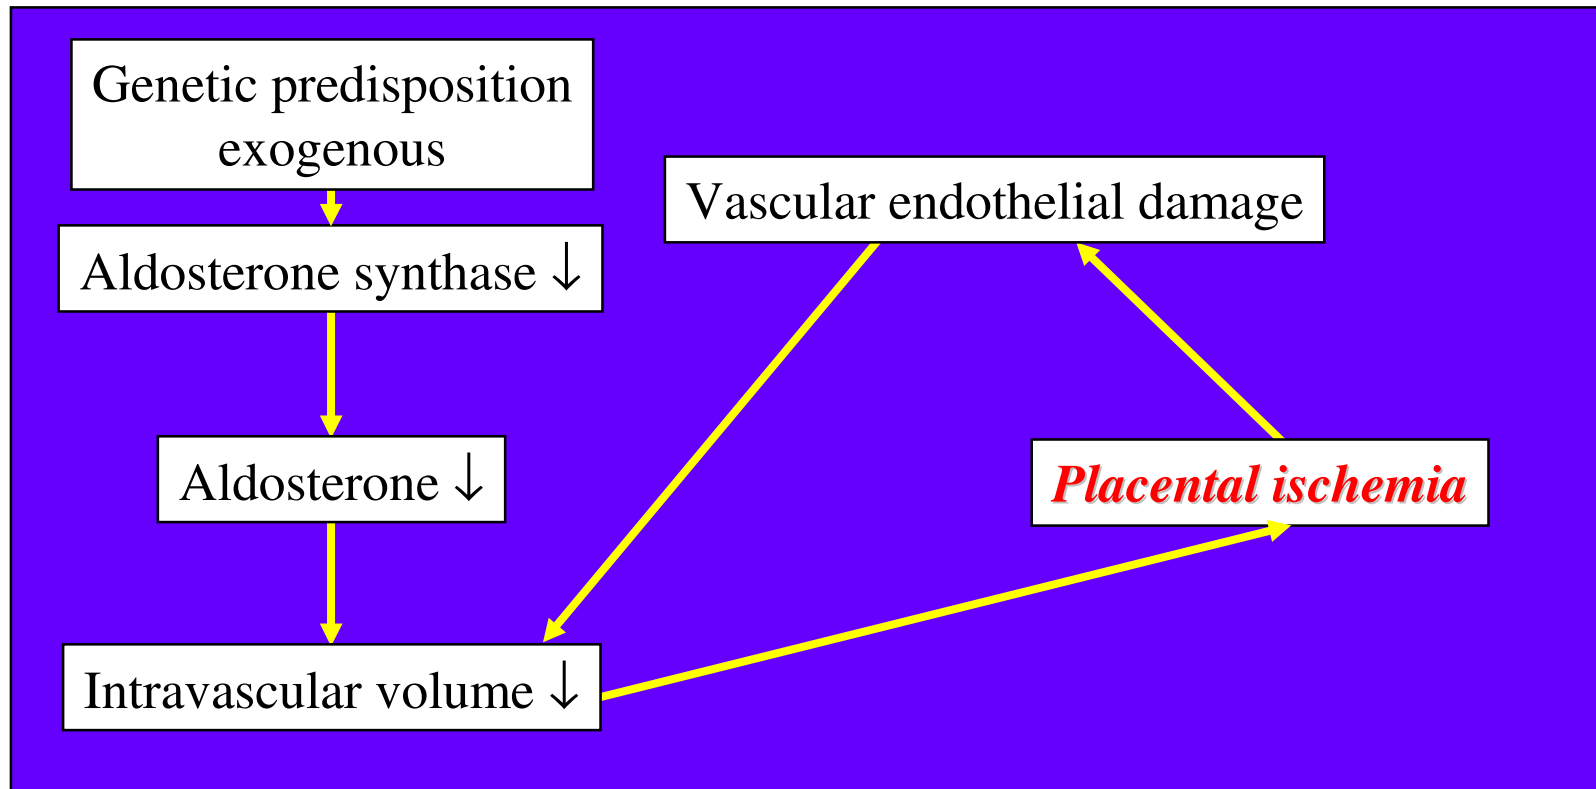 Genetic predisposition
exogenous
Aldosterone synthase ↓
Aldosterone ↓
Intravascular volume ↓
Vascular endothelial damage
Placental ischemia